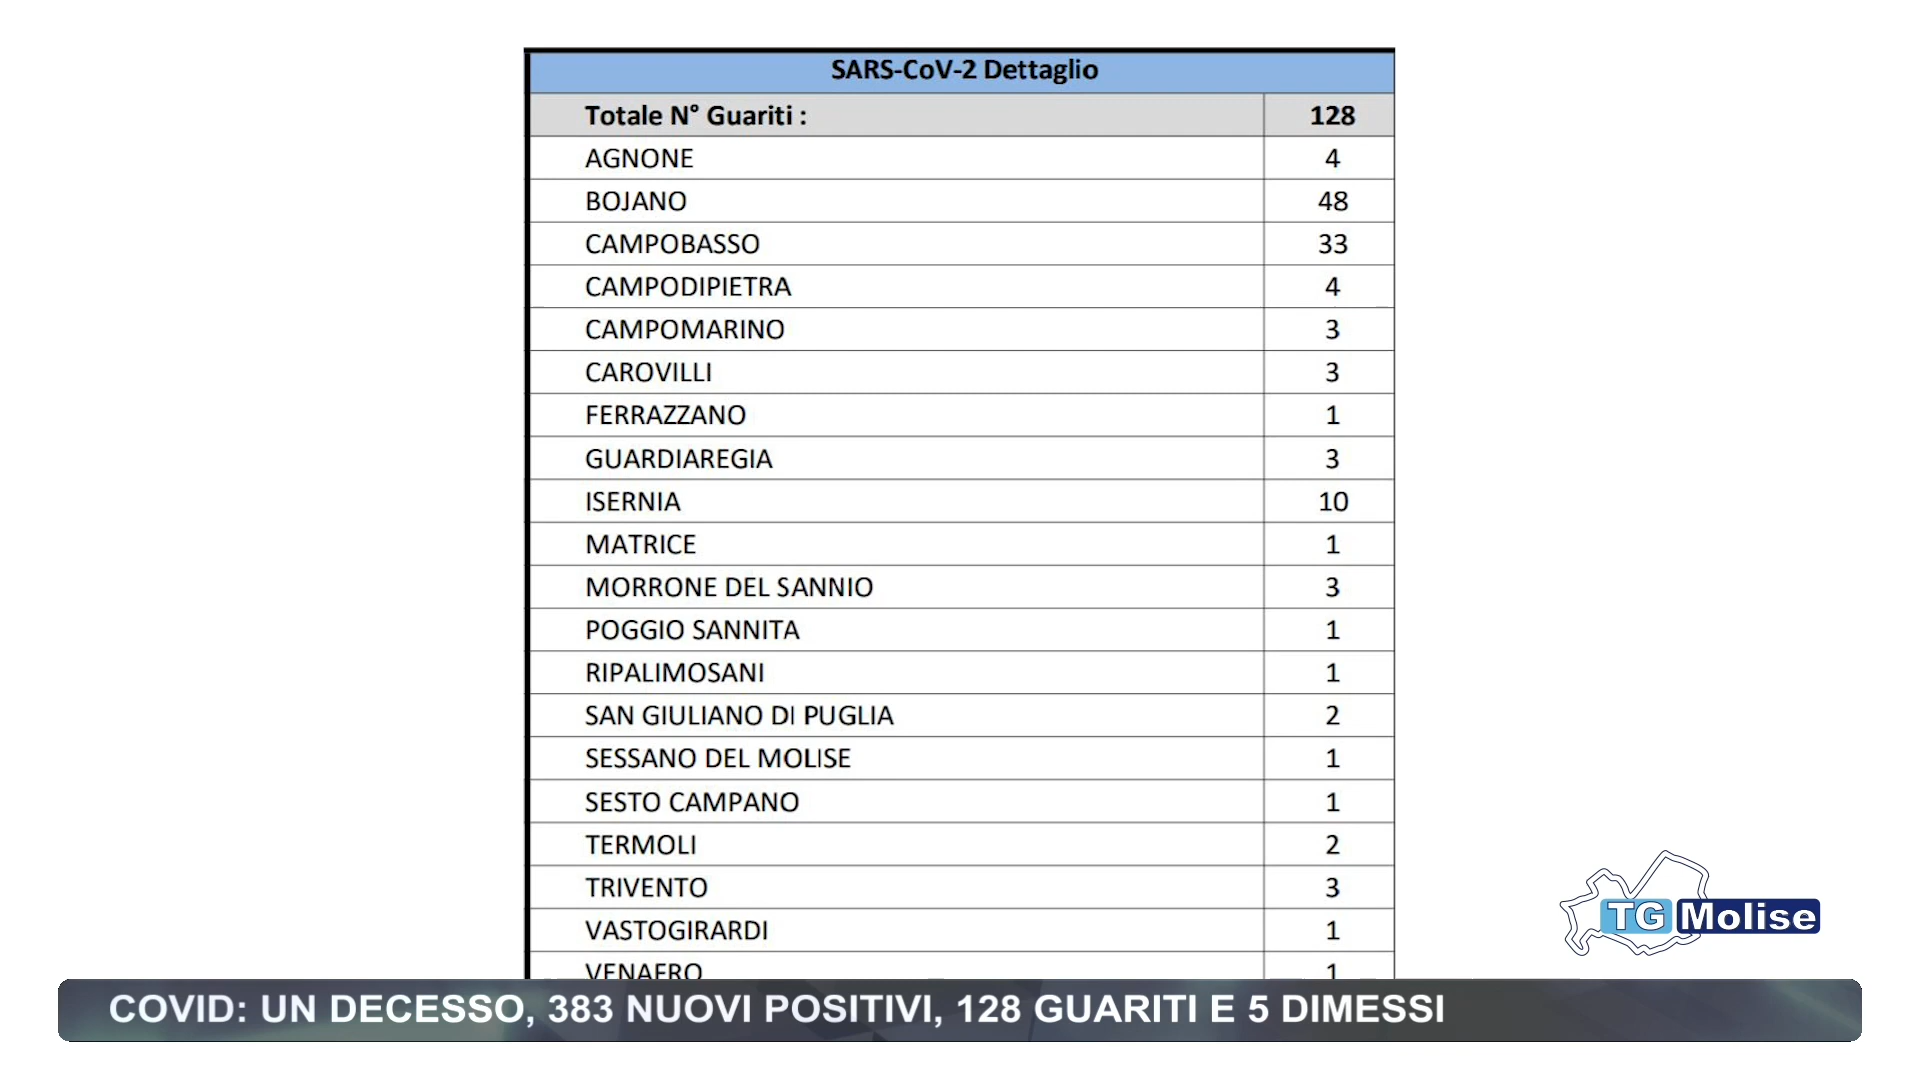 SARS-CoV-2 Dettaglio
Totale N° Guariti : 128
AGNONE 4
BOJANO 48
CAMPOBASSO 33
CAMPODIPIETRA 4
CAMPOMARINO 3
CAROVILLI 3
FERRAZZANO 1
GUARDIAREGIA 3
ISERNIA 10
MATRICE 1
MORRONE DEL SANNIO 3
POGGIO SANNITA 1
RIPALIMOSANI 1
SAN GIULIANO DI PUGLIA 2
SESSANO DEL MOLISE 1
SESTO CAMPANO 1
TERMOLI 2
TRIVENTO 3
VASTOGIRARDI 1
VENAFRO 1
TG Molise
COVID: UN DECESSO, 383 NUOVI POSITIVI, 128 GUARITI E 5 DIMESSI